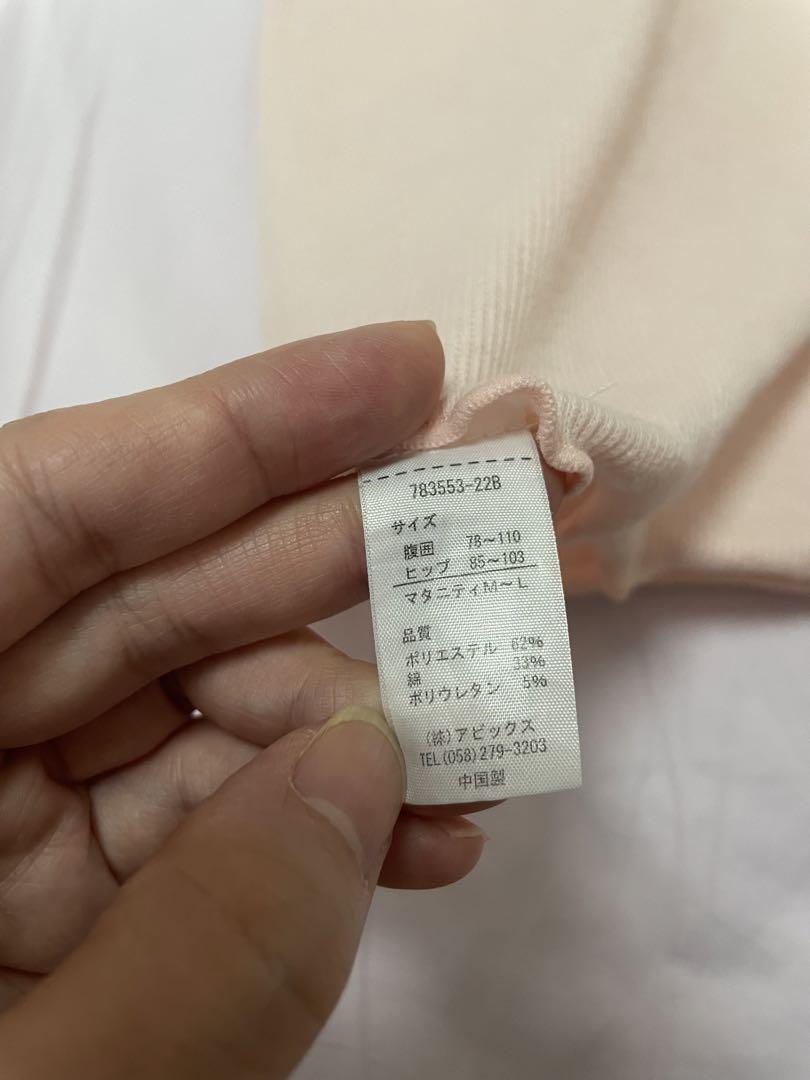 783553-22B
サイズ
腹囲 78～110
ヒップ 85～103
マタニティM～L
品質
ポリエステル 62%
綿 33%
ポリウレタン 5%
(株)アビックス
TEL(058)279-3203
中国製